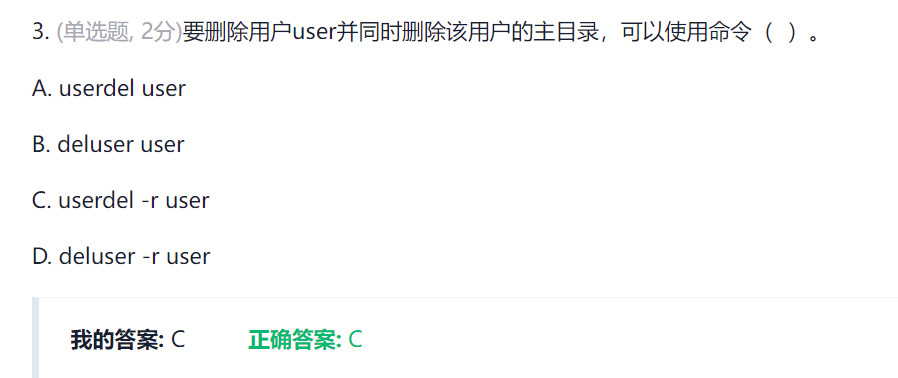 3. (单选题, 2分)要删除用户user并同时删除该用户的主目录，可以使用命令（  ）。
A. userdel user
B. deluser user
C. userdel -r user
D. deluser -r user
我的答案: C 正确答案: C